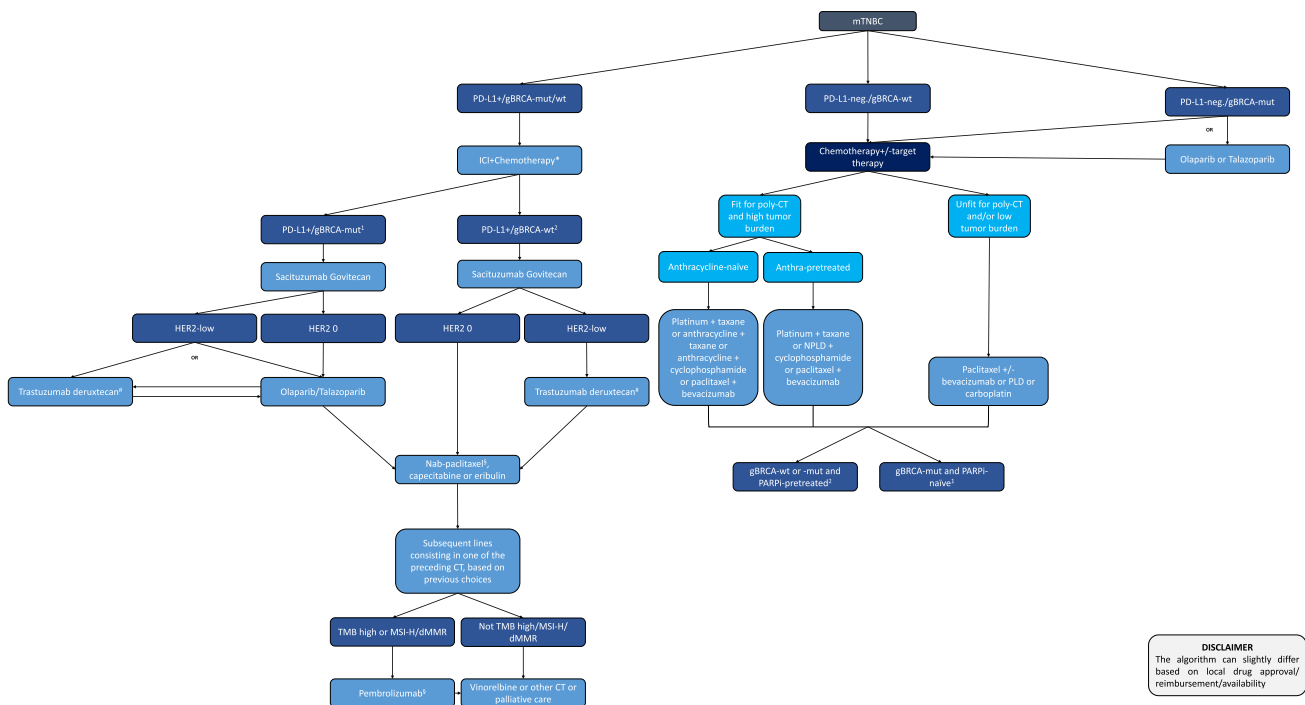 mTNBC
PD-L1+/gBRCA-mut/wt
PD-L1-neg./gBRCA-wt
PD-L1-neg./gBRCA-mut
OR
ICI+Chemotherapy*
Chemotherapy+/-target
therapy
Olaparib or Talazoparib
Fit for poly-CT
and high tumor
burden
Unfit for poly-CT
and/or low
tumor burden
PD-L1+/gBRCA-mut¹
PD-L1+/gBRCA-wt²
Anthracycline-naïve
Anthra-pretreated
Sacituzumab Govitecan
Sacituzumab Govitecan
HER2-low
HER2 0
HER2 0
HER2-low
OR
Platinum + taxane
or anthracycline +
taxane or
anthracycline +
cyclophosphamide
or paclitaxel +
bevacizumab
Platinum + taxane
or NPLD +
cyclophosphamide
or paclitaxel +
bevacizumab
Paclitaxel +/-
bevacizumab or PLD or
carboplatin
Trastuzumab deruxtecan#
Olaparib/Talazoparib
Trastuzumab deruxtecan#
Nab-paclitaxel§,
capecitabine or eribulin
gBRCA-wt or -mut and
PARPi-pretreated²
gBRCA-mut and PARPi-
naïve¹
Subsequent lines
consisting in one of the
preceding CT, based on
previous choices
TMB high or MSI-H/dMMR
Not TMB high/MSI-H/
dMMR
Pembrolizumab§
Vinorelbine or other CT or
palliative care
DISCLAIMER
The algorithm can slightly differ
based on local drug approval/
reimbursement/availability